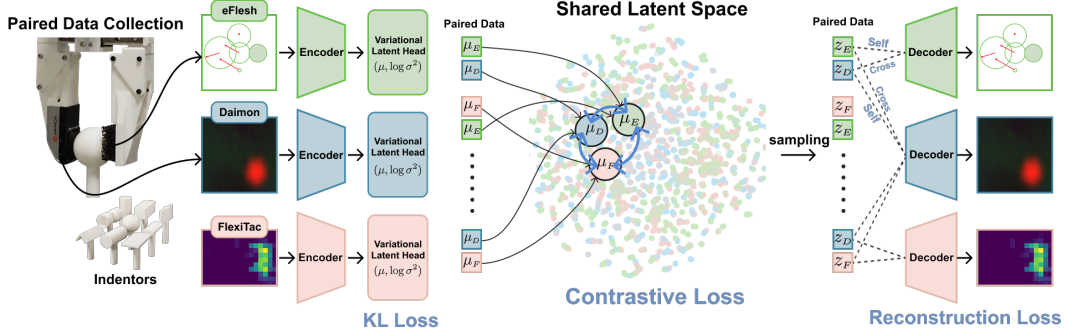 Paired Data Collection
Indentors
eFlesh
Encoder
Variational
Latent Head
(μ, log σ²)
Daimon
Encoder
Variational
Latent Head
(μ, log σ²)
FlexiTac
Encoder
Variational
Latent Head
(μ, log σ²)
KL Loss
Paired Data
μ_E
μ_D
μ_F
μ_E
μ_D
μ_F
Shared Latent Space
μ_D
μ_E
μ_F
Contrastive Loss
sampling
Paired Data
z_E
z_D
z_F
z_E
z_D
z_F
Self
Cross
Cross
Self
Decoder
Decoder
Decoder
Reconstruction Loss